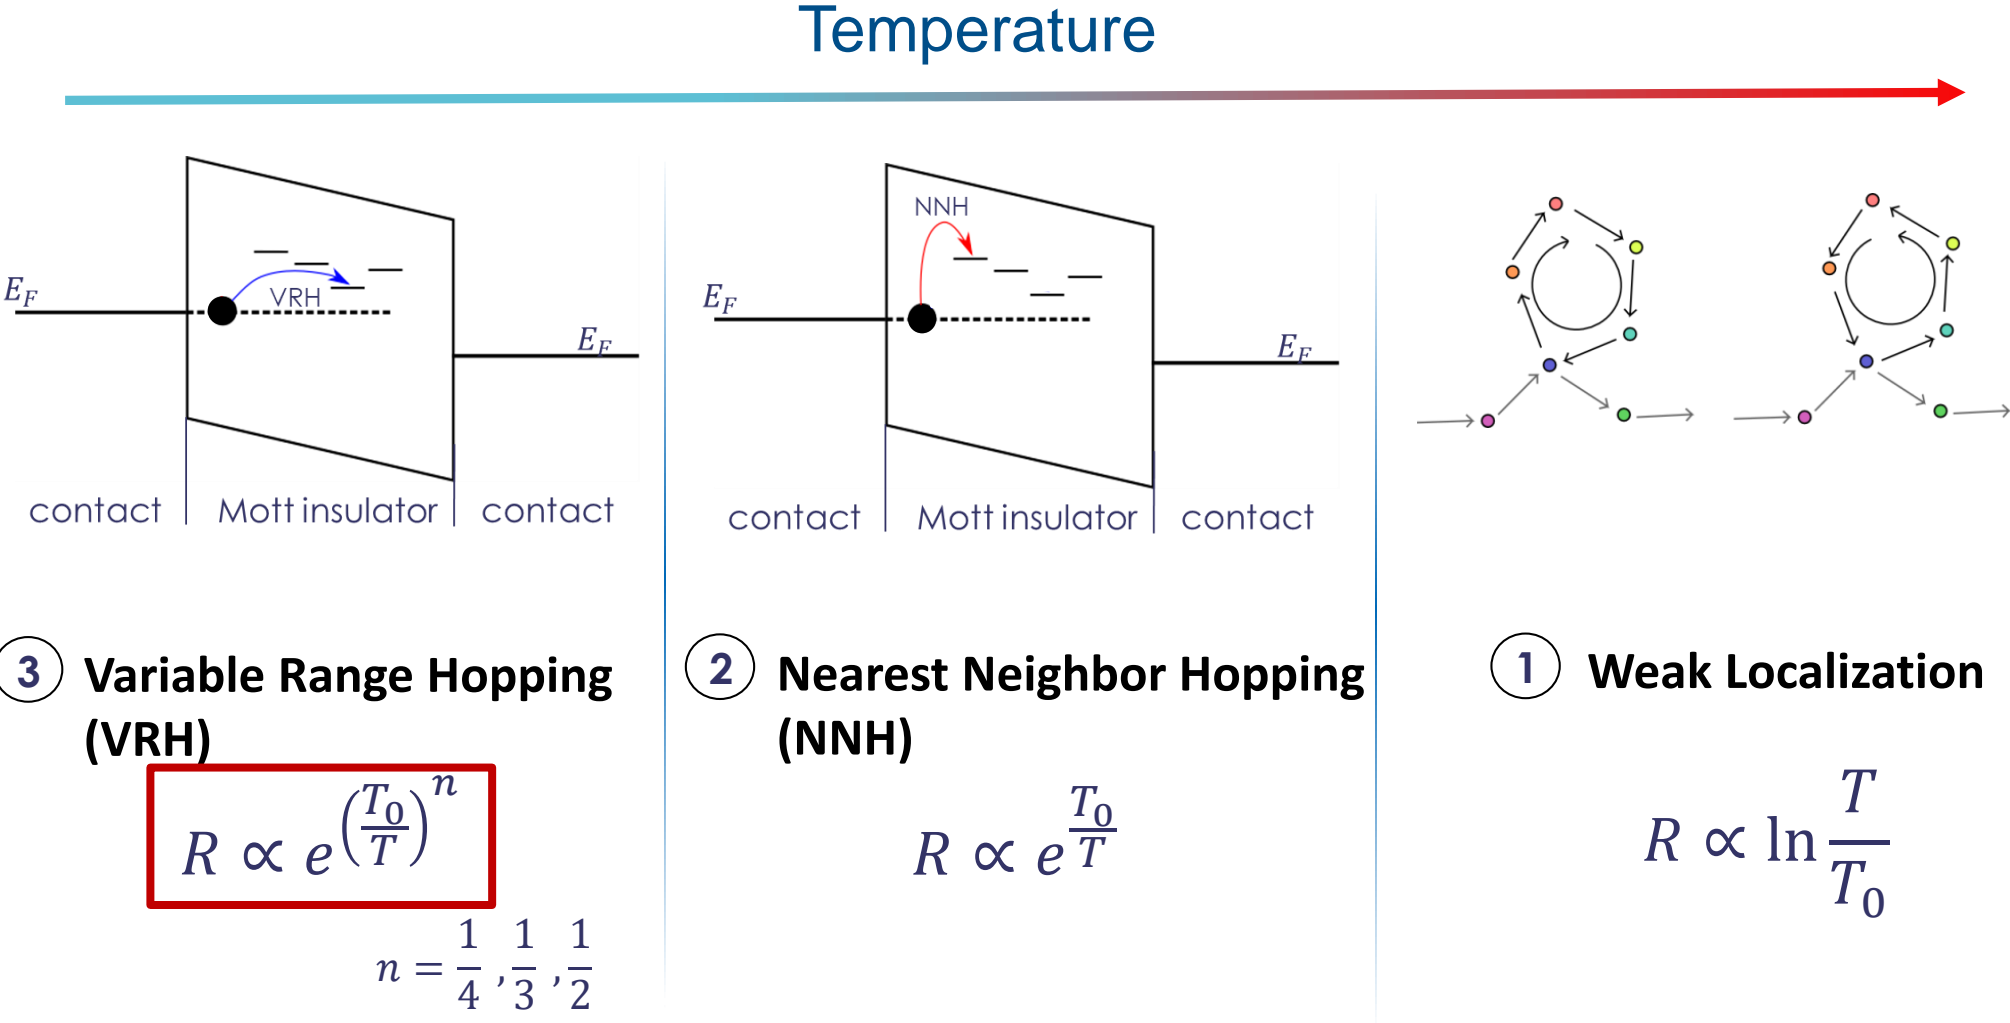 Temperature
E_F
VRH
E_F
contact
Mott insulator
contact
NNH
E_F
E_F
contact
Mott insulator
contact
3 Variable Range Hopping
(VRH)
R ∝ e^{(T_0/T)^n}
n = 1/4 , 1/3 , 1/2
2 Nearest Neighbor Hopping
(NNH)
R ∝ e^{T_0/T}
1 Weak Localization
R ∝ ln T/T_0